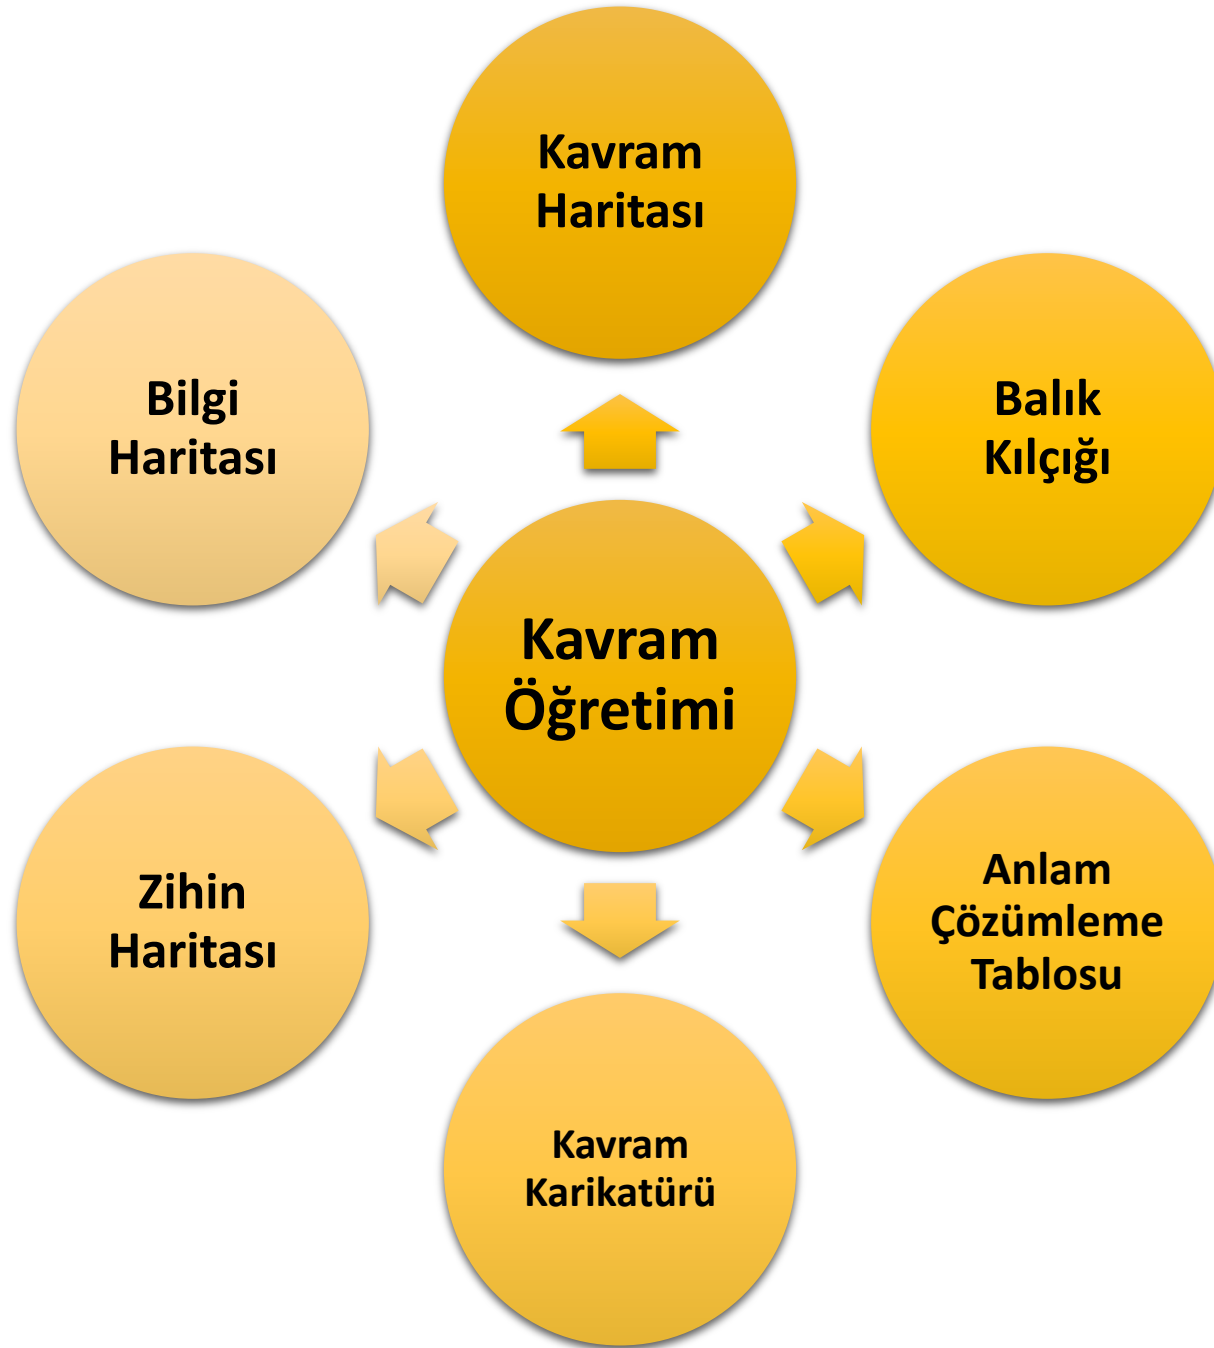 Kavram
Haritası
Bilgi
Haritası
Balık
Kılçığı
Kavram
Öğretimi
Zihin
Haritası
Anlam
Çözümleme
Tablosu
Kavram
Karikatürü